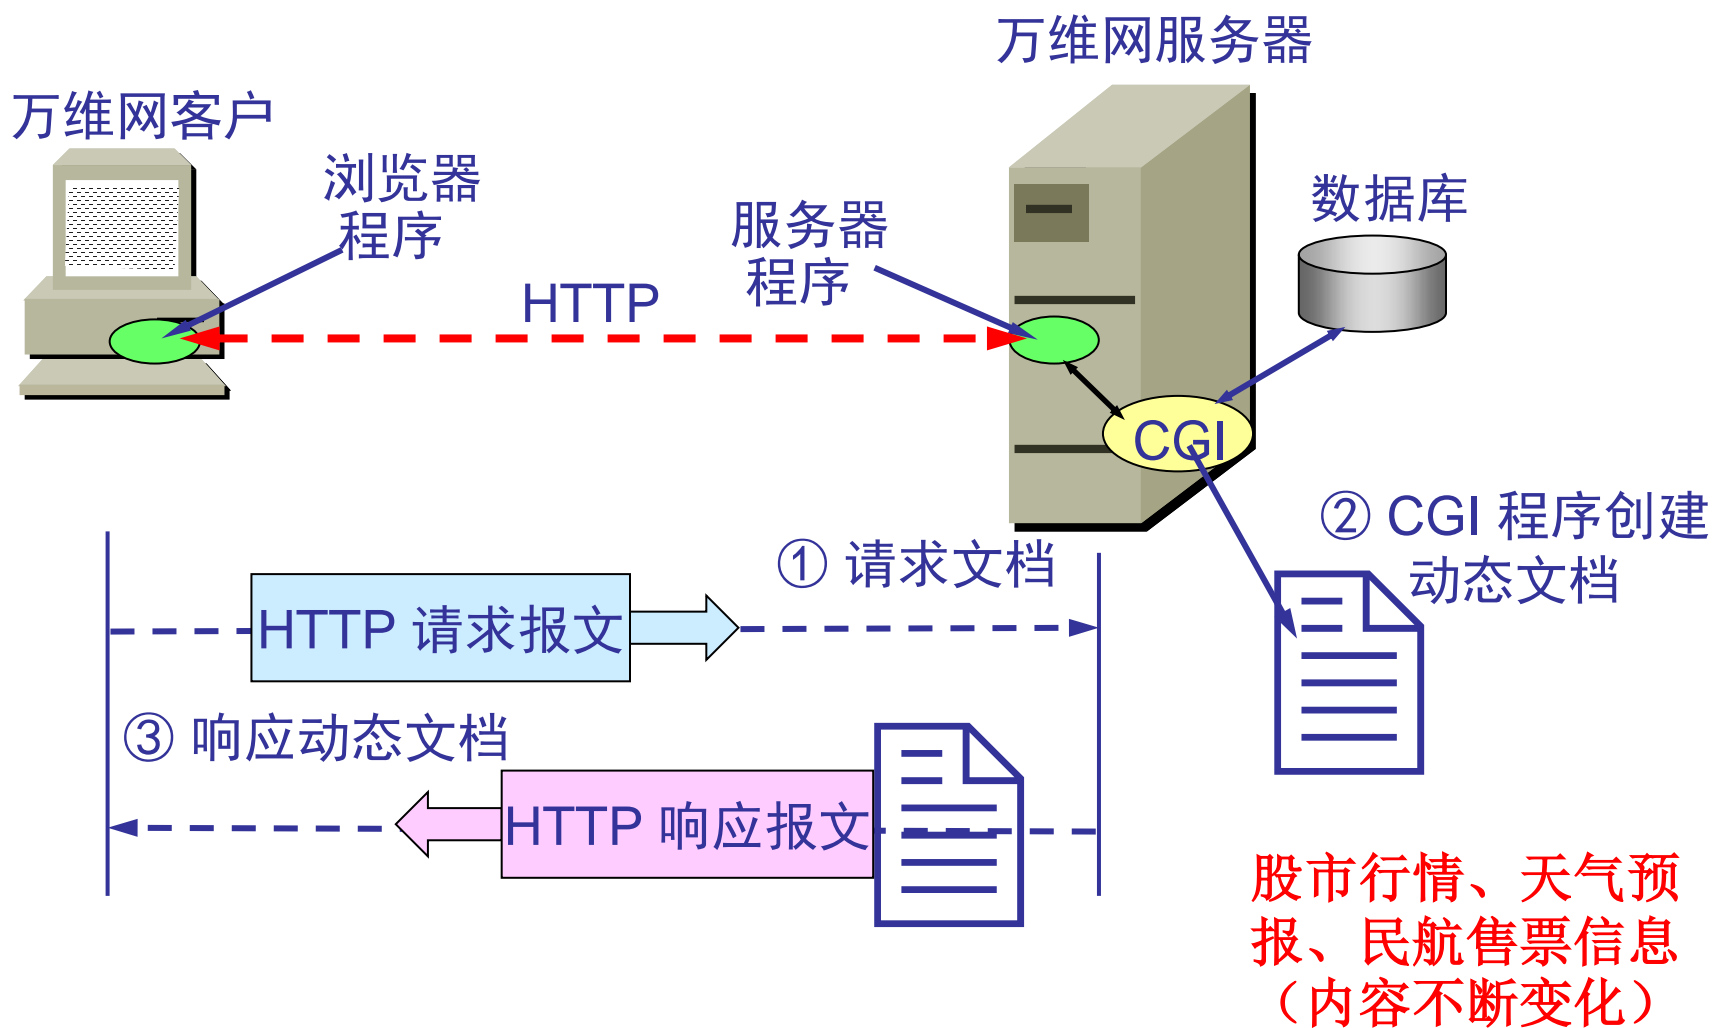 万维网服务器
万维网客户
浏览器
程序
服务器
程序
数据库
HTTP
CGI
② CGI 程序创建
动态文档
① 请求文档
HTTP 请求报文
③ 响应动态文档
HTTP 响应报文
股市行情、天气预
报、民航售票信息
（内容不断变化）